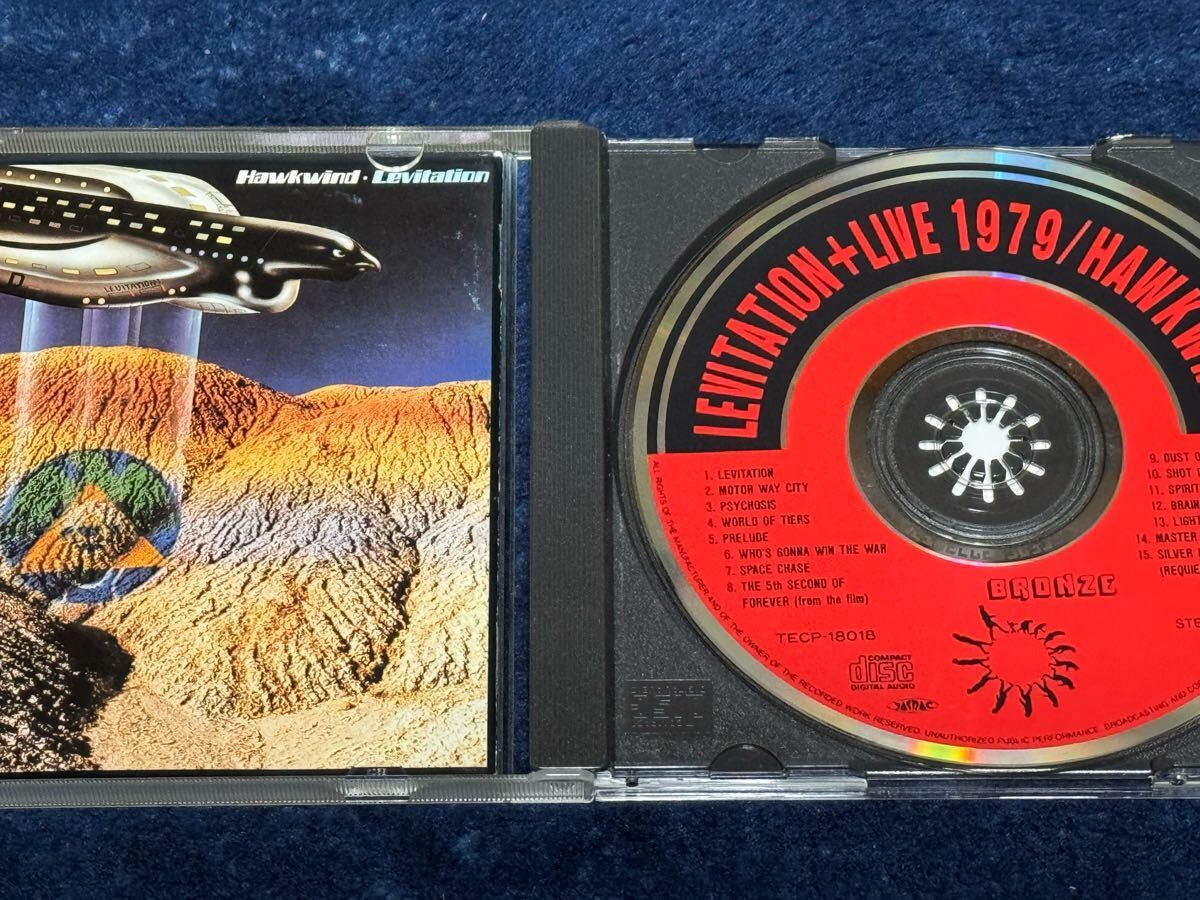 Hawkwind · Levitation
LEVITATION
LEVITATION+LIVE 1979/HAWKW
1. LEVITATION
2. MOTOR WAY CITY
3. PSYCHOSIS
4. WORLD OF TIERS
5. PRELUDE
6. WHO'S GONNA WIN THE WAR
7. SPACE CHASE
8. THE 5th SECOND OF
FOREVER (from the film)
9. DUST O
10. SHOT
11. SPIRIT
12. BRAIN
13. LIGHT
14. MASTER
15. SILVER
(REQUIE
BRONZE
TECP-18018
STE
COMPACT
disc
DIGITAL AUDIO
JASRAC
ALL RIGHTS OF THE MANUFACTURER AND OF THE OWNER OF THE RECORDED WORK RESERVED. UNAUTHORIZED PUBLIC PERFORMANCE. BROADCASTING AND